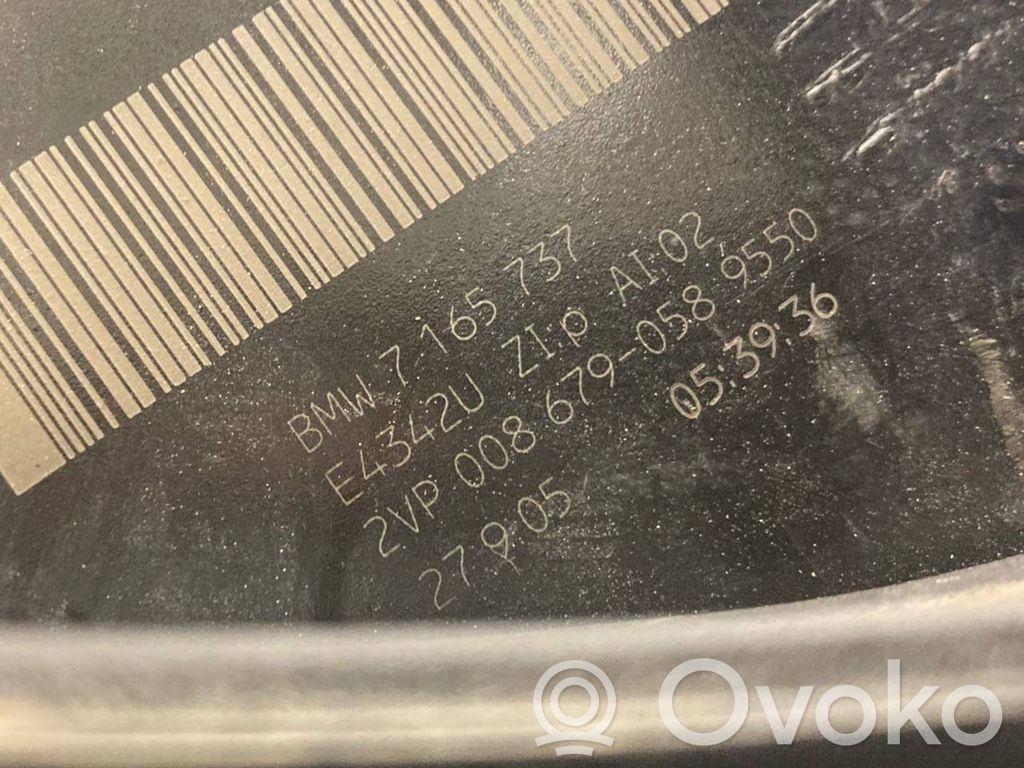 BMW 7 165 737
E4342U ZI:p AI:02
2VP 008 679-058 9550
27.9.05 05:39:36
© Ovoko